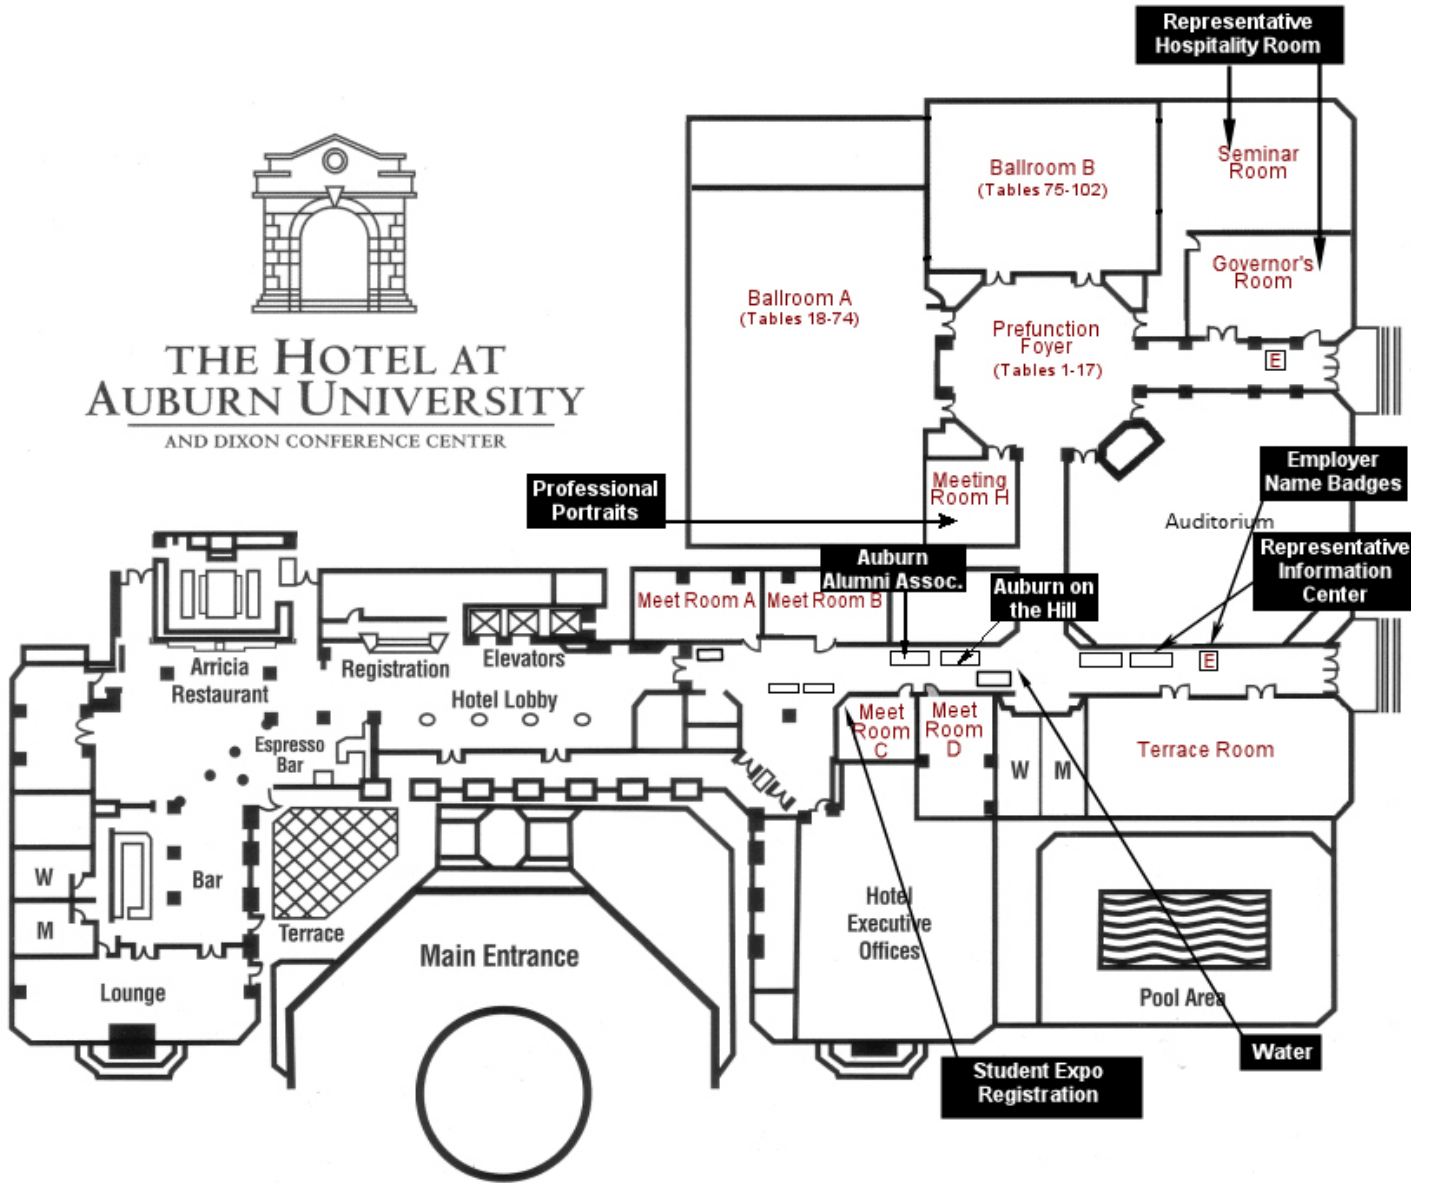 Representative
Hospitality Room
Seminar
Room
Ballroom B
(Tables 75-102)
Governor's
Room
Ballroom A
(Tables 18-74)
Prefunction
Foyer
(Tables 1-17)
E
THE HOTEL AT
AUBURN UNIVERSITY
AND DIXON CONFERENCE CENTER
Professional
Portraits
Meeting
Room H
Employer
Name Badges
Auditorium
Representative
Information
Center
Auburn
Alumni Assoc.
Auburn on
the Hill
Meet Room A
Meet Room B
Arricia
Restaurant
Registration
Elevators
Hotel Lobby
E
Espresso
Bar
Meet
Room
C
Meet
Room
D
W
M
Terrace Room
W
M
Bar
Terrace
Lounge
Main Entrance
Hotel
Executive
Offices
Pool Area
Water
Student Expo
Registration